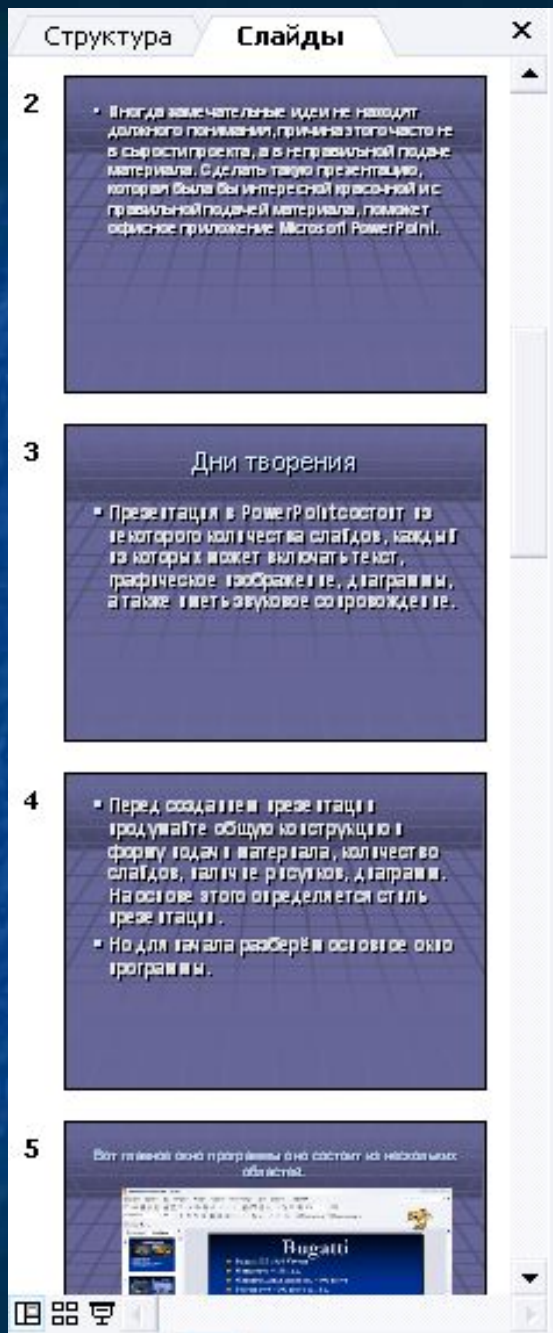 Структура Слайды
2
Иногда замечательные идеи не находят
должного понимания, причина этого часто не
в сырости проекта, а в неправильной подаче
материала. Сделать такую презентацию,
которая была бы интересной красочной и с
правильной подачей материала, поможет
офисное приложение Microsoft PowerPoint.
3
Дни творения
Презентация в PowerPoint состоит из
некоторого количества слайдов, каждый
из которых может включать текст,
графическое изображение, диаграммы,
а также иметь звуковое сопровождение.
4
Перед созданием презентации
продумайте общую конструкцию и
форму подачи материала, количество
слайдов, наличие рисунков, диаграмм.
На основе этого определяется стиль
презентации.
Но для начала разберём основное окно
программы.
5
Вот главное окно программы оно состоит из нескольких
областей.
Bugatti